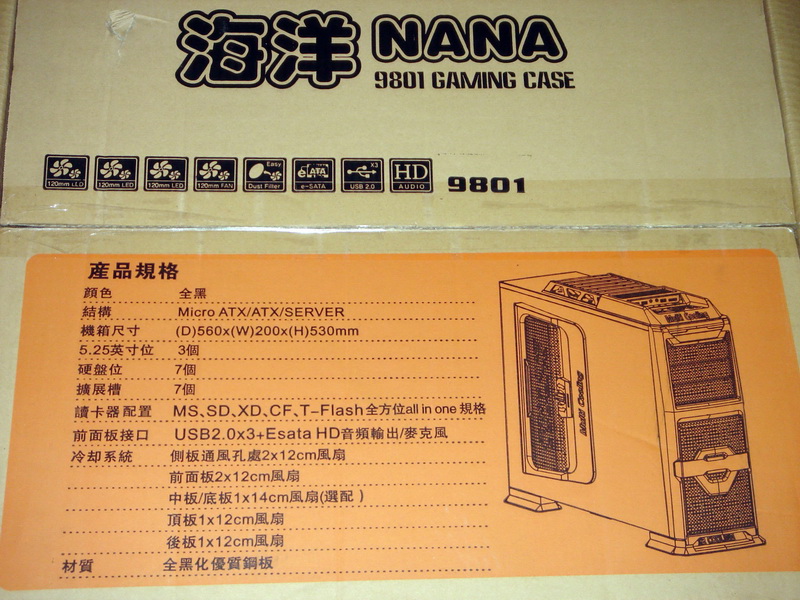 海洋 NANA
9801 GAMING CASE
120mm LED 120mm LED 120mm LED 120mm FAN Easy Dust Filler eSATA e-SATA X3 USB 2.0 HD AUDIO 9801
產品規格
顏色 全黑
結構 Micro ATX/ATX/SERVER
機箱尺寸 (D)560x(W)200x(H)530mm
5.25英寸位 3個
硬盤位 7個
擴展槽 7個
讀卡器配置 MS、SD、XD、CF、T-Flash全方位all in one 規格
前面板接口 USB2.0x3+Esata HD音頻輸出/麥克風
冷却系統 側板通風孔處2x12cm風扇
前面板2x12cm風扇
中板/底板1x14cm風扇(選配)
頂板1x12cm風扇
後板1x12cm風扇
材質 全黑化優質鋼板
Multi Cooling
Multi Cooling